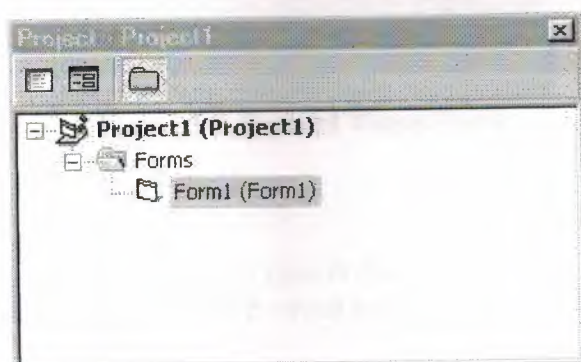 Project - Project1
Project1 (Project1)
Forms
Form1 (Form1)